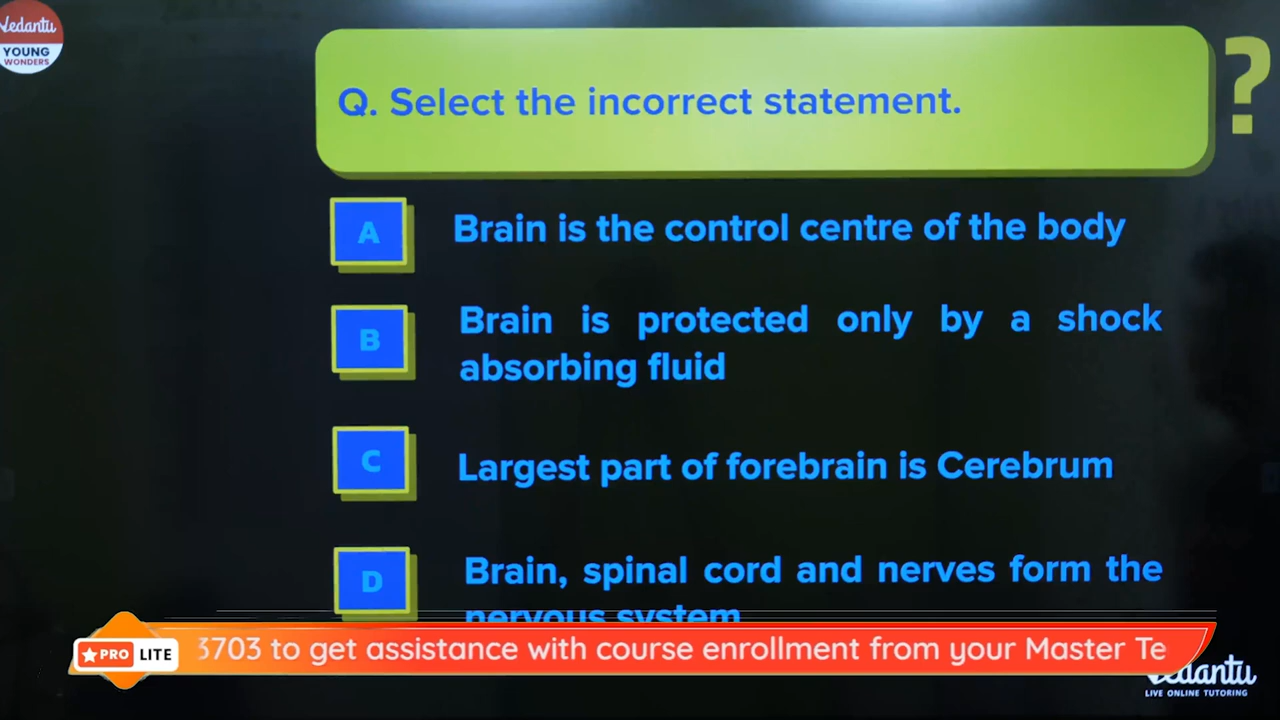 Vedantu
YOUNG
WONDERS
Q. Select the incorrect statement.
?
A
Brain is the control centre of the body
B
Brain is protected only by a shock
absorbing fluid
C
Largest part of forebrain is Cerebrum
D
Brain, spinal cord and nerves form the
nervous system
PRO LITE
3703 to get assistance with course enrollment from your Master Te
Vedantu
LIVE ONLINE TUTORING